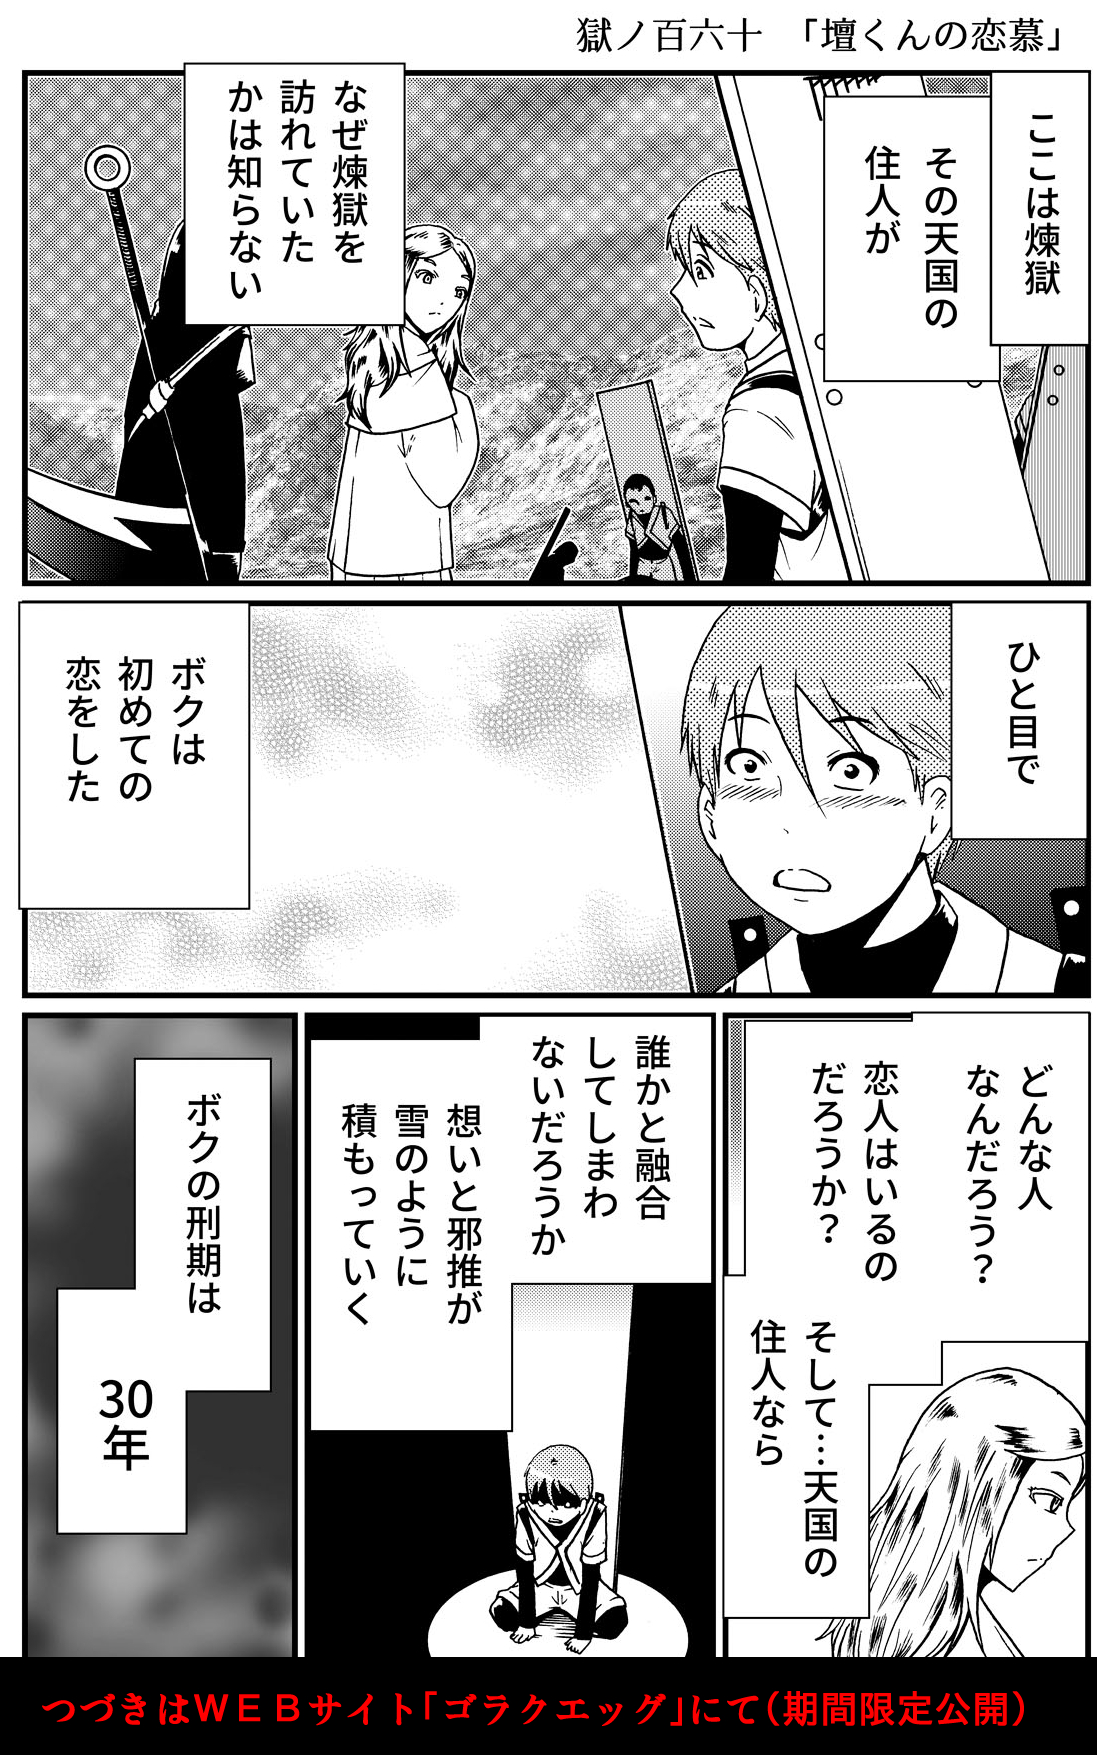 獄ノ百六十　「壇くんの恋慕」
ここは煉獄
その天国の
住人が
なぜ煉獄を
訪れていた
かは知らない
ひと目で
ボクは
初めての
恋をした
どんな人
なんだろう？
恋人はいるの
だろうか？
そして…天国の
住人なら
誰かと融合
してしまわ
ないだろうか
想いと邪推が
雪のように
積もっていく
ボクの刑期は
30年
つづきはＷＥＢサイト「ゴラクエッグ」にて（期間限定公開）